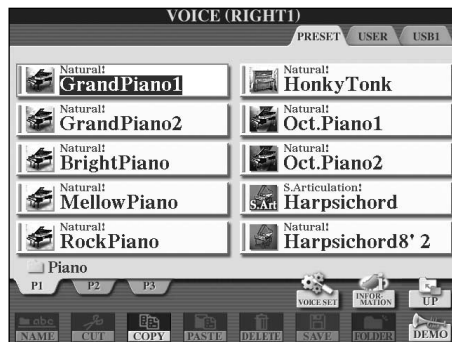 VOICE (RIGHT1)
PRESET USER USB1
Natural!
GrandPiano1
Natural!
GrandPiano2
Natural!
BrightPiano
Natural!
MellowPiano
Natural!
RockPiano
Natural!
HonkyTonk
Natural!
Oct.Piano1
Natural!
Oct.Piano2
S.Art
S.Articulation!
Harpsichord
Natural!
Harpsichord8' 2
Piano
P1 P2 P3
VOICE SET
INFOR-
MATION
UP
abc
NAME CUT COPY PASTE DELETE SAVE FOLDER DEMO